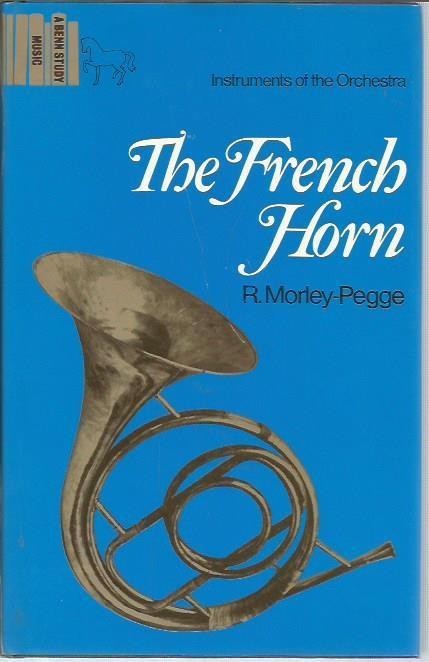 A BENN STUDY
MUSIC
Instruments of the Orchestra
The French
Horn
R. Morley-Pegge